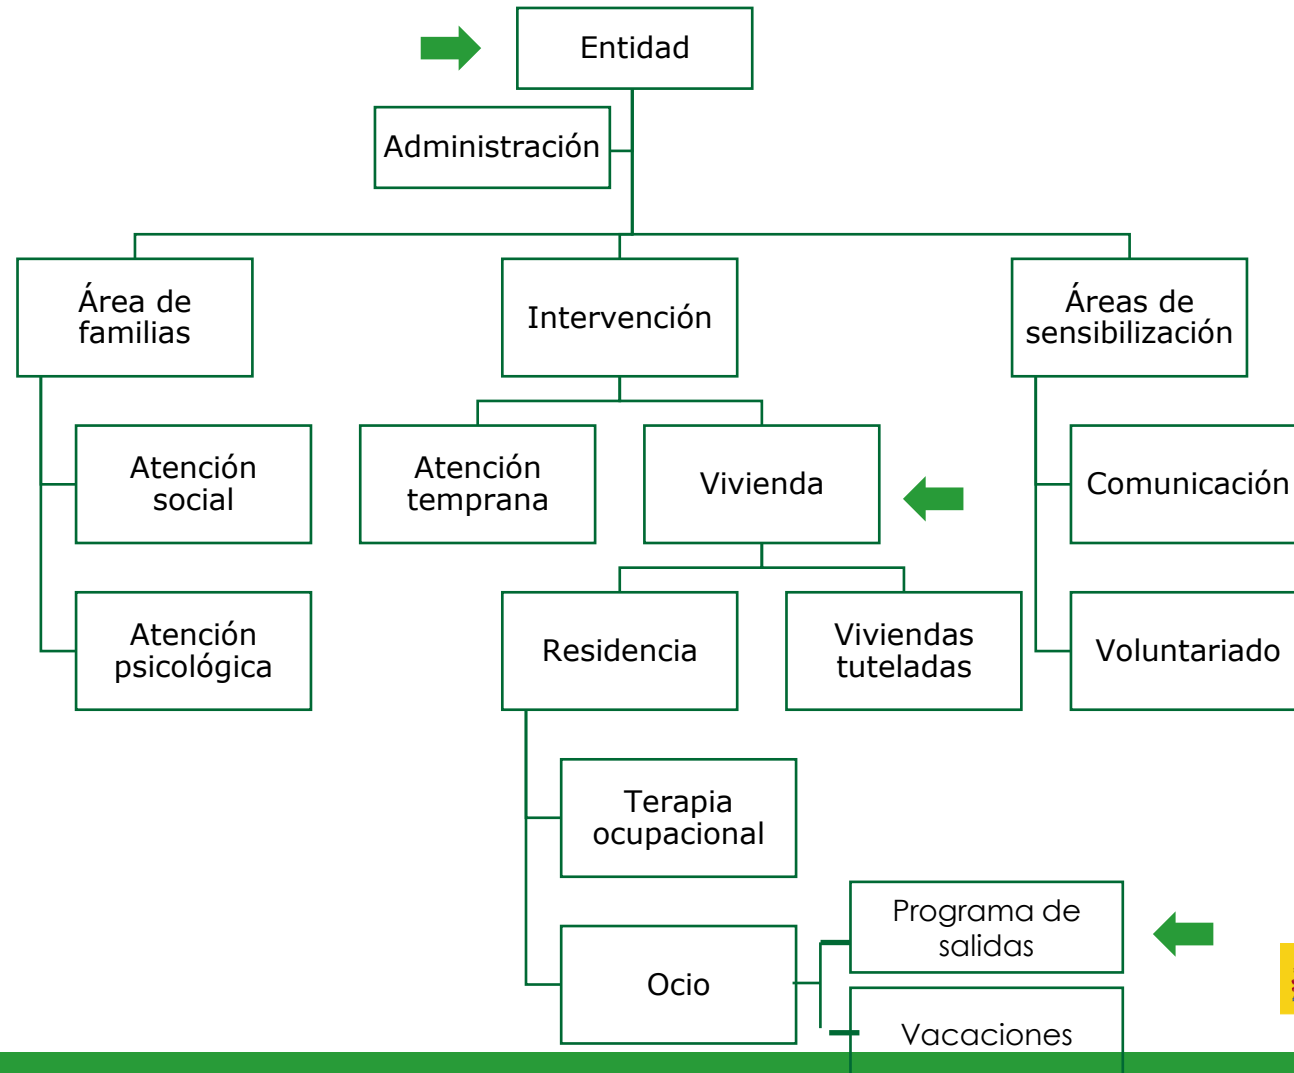 Entidad
Administración
Área de
familias
Intervención
Áreas de
sensibilización
Atención
social
Atención
temprana
Vivienda
Comunicación
Atención
psicológica
Residencia
Viviendas
tuteladas
Voluntariado
Terapia
ocupacional
Programa de
salidas
Ocio
Vacaciones